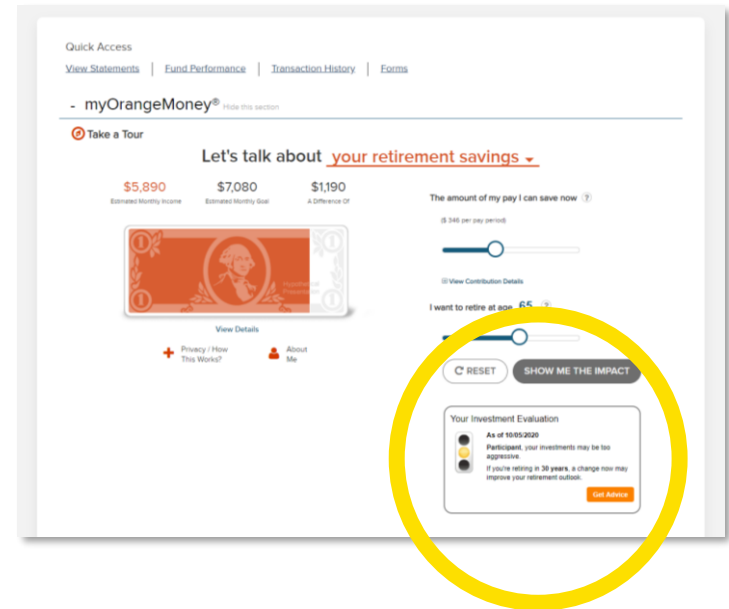 Quick Access
View Statements | Fund Performance | Transaction History | Forms
- myOrangeMoney® Hide this section
Take a Tour
Let's talk about your retirement savings
$5,890 $7,080 $1,190
Estimated Monthly Income Estimated Monthly Goal A Difference Of
The amount of my pay I can save now ?
($ 346 per pay period)
Hypothetical
Presentation
View Contribution Details
I want to retire at age 65 ?
View Details
Privacy / How
This Works?
About
Me
RESET SHOW ME THE IMPACT
Your Investment Evaluation
As of 10/05/2020
Participant, your investments may be too
aggressive.
If you're retiring in 30 years, a change now may
improve your retirement outlook.
Get Advice